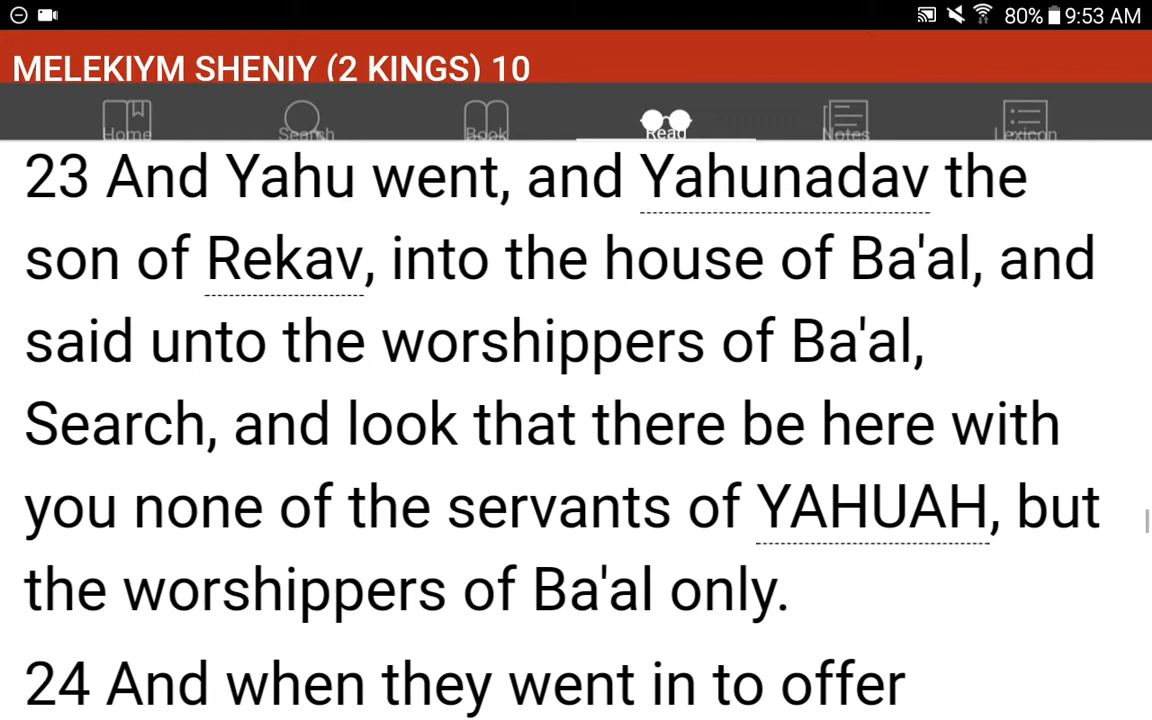 80% 9:53 AM
MELEKIYM SHENIY (2 KINGS) 10
Home Search Book Read Notes Lexicon
23 And Yahu went, and Yahunadav the
son of Rekav, into the house of Ba'al, and
said unto the worshippers of Ba'al,
Search, and look that there be here with
you none of the servants of YAHUAH, but
the worshippers of Ba'al only.
24 And when they went in to offer